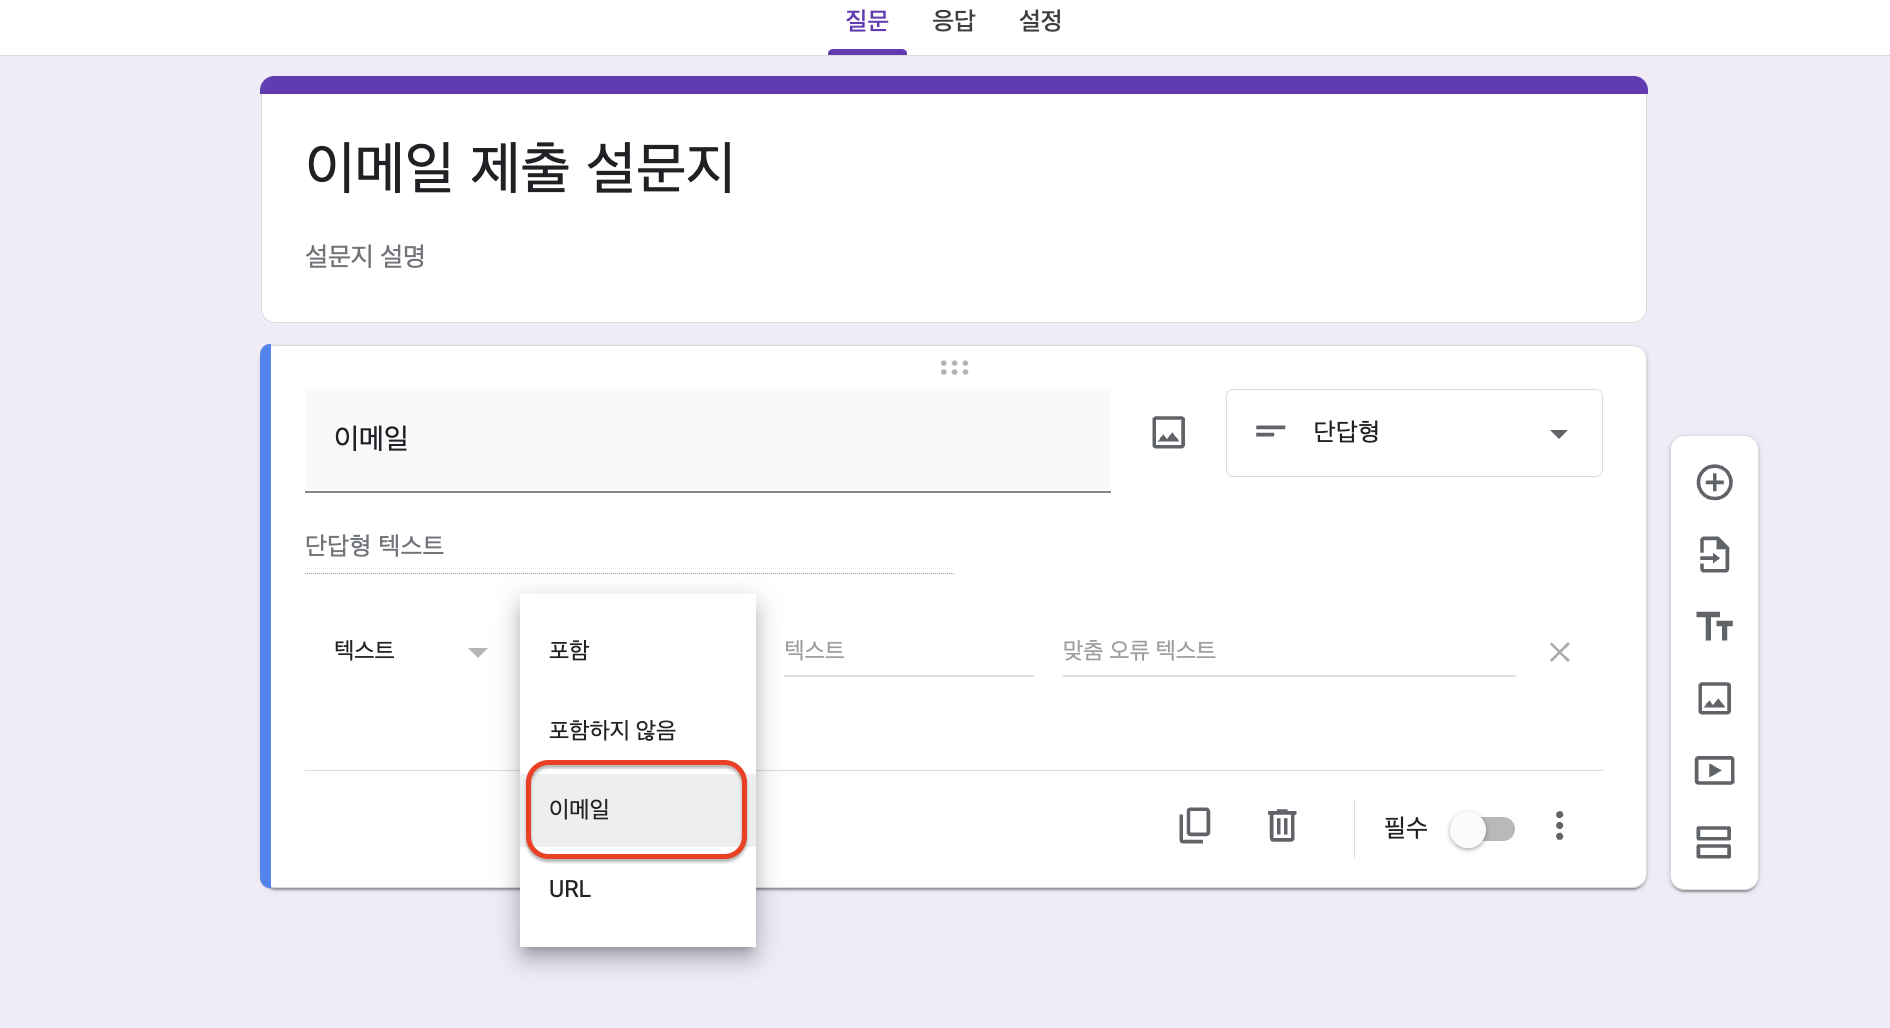 질문 응답 설정
이메일 제출 설문지
설문지 설명
이메일
단답형
단답형 텍스트
텍스트
포함
포함하지 않음
이메일
URL
텍스트
맞춤 오류 텍스트
필수